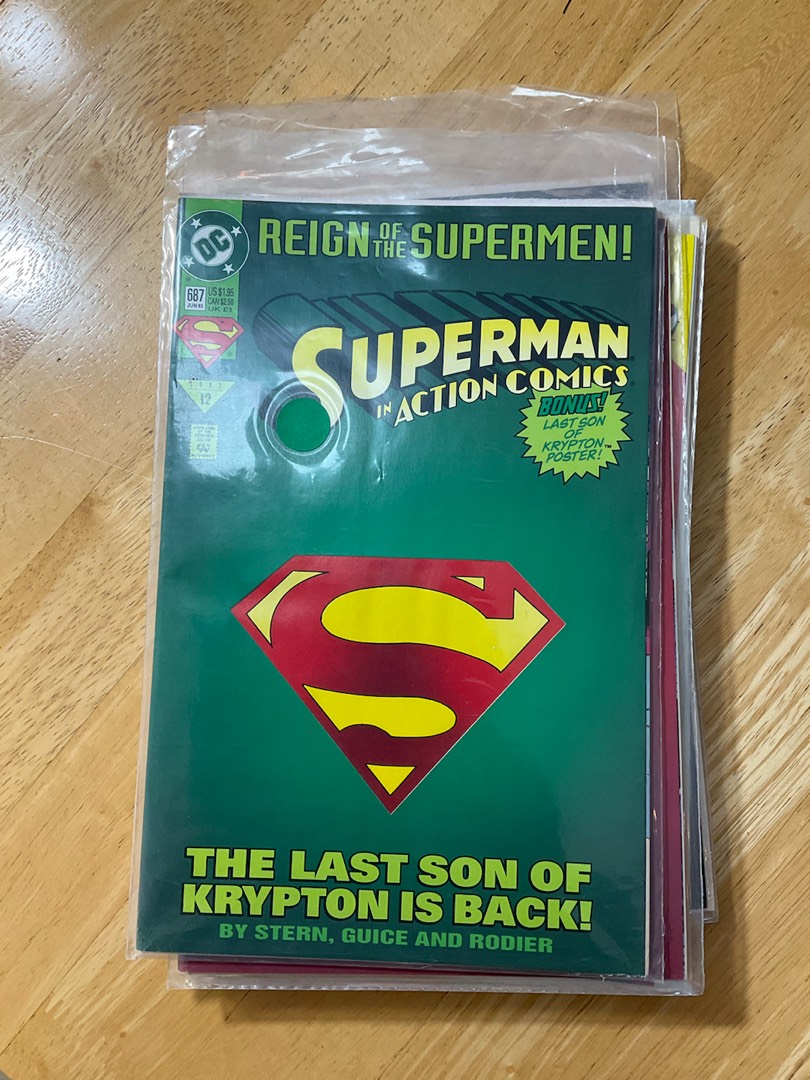 DC
REIGN OF THE SUPERMEN!
687
JUN 93
US $1.95
CAN $2.50
UK £1
SUPERMAN
IN ACTION COMICS
12
BONUS!
LAST SON
OF
KRYPTON™
POSTER!
THE LAST SON OF
KRYPTON IS BACK!
BY STERN, GUICE AND RODIER